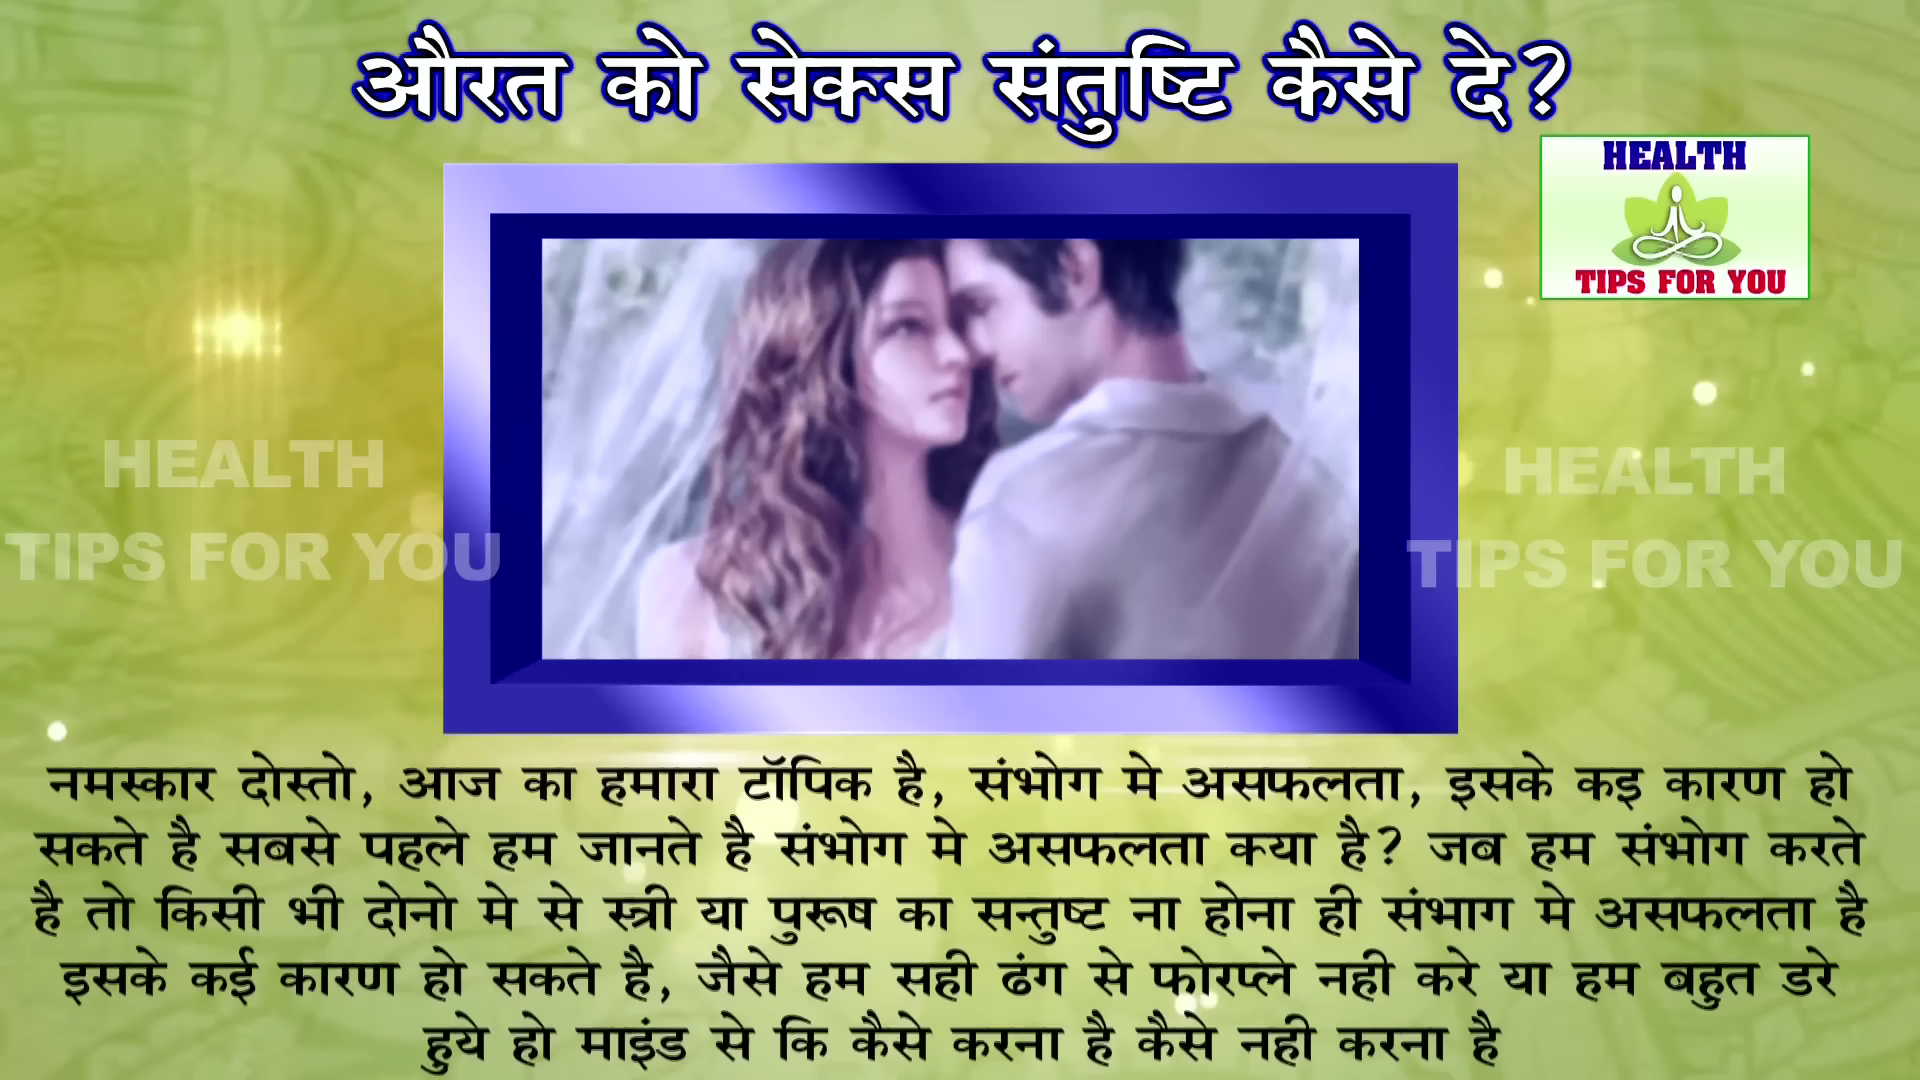 औरत को सेक्स संतुष्टि कैसे दे?
HEALTH
TIPS FOR YOU
HEALTH
TIPS FOR YOU
HEALTH
TIPS FOR YOU
नमस्कार दोस्तो, आज का हमारा टॉपिक है, संभोग मे असफलता, इसके कइ कारण हो
सकते है सबसे पहले हम जानते है संभोग मे असफलता क्या है? जब हम संभोग करते
है तो किसी भी दोनो मे से स्त्री या पुरूष का सन्तुष्ट ना होना ही संभाग मे असफलता है
इसके कई कारण हो सकते है, जैसे हम सही ढंग से फोरप्ले नही करे या हम बहुत डरे
हुये हो माइंड से कि कैसे करना है कैसे नही करना है